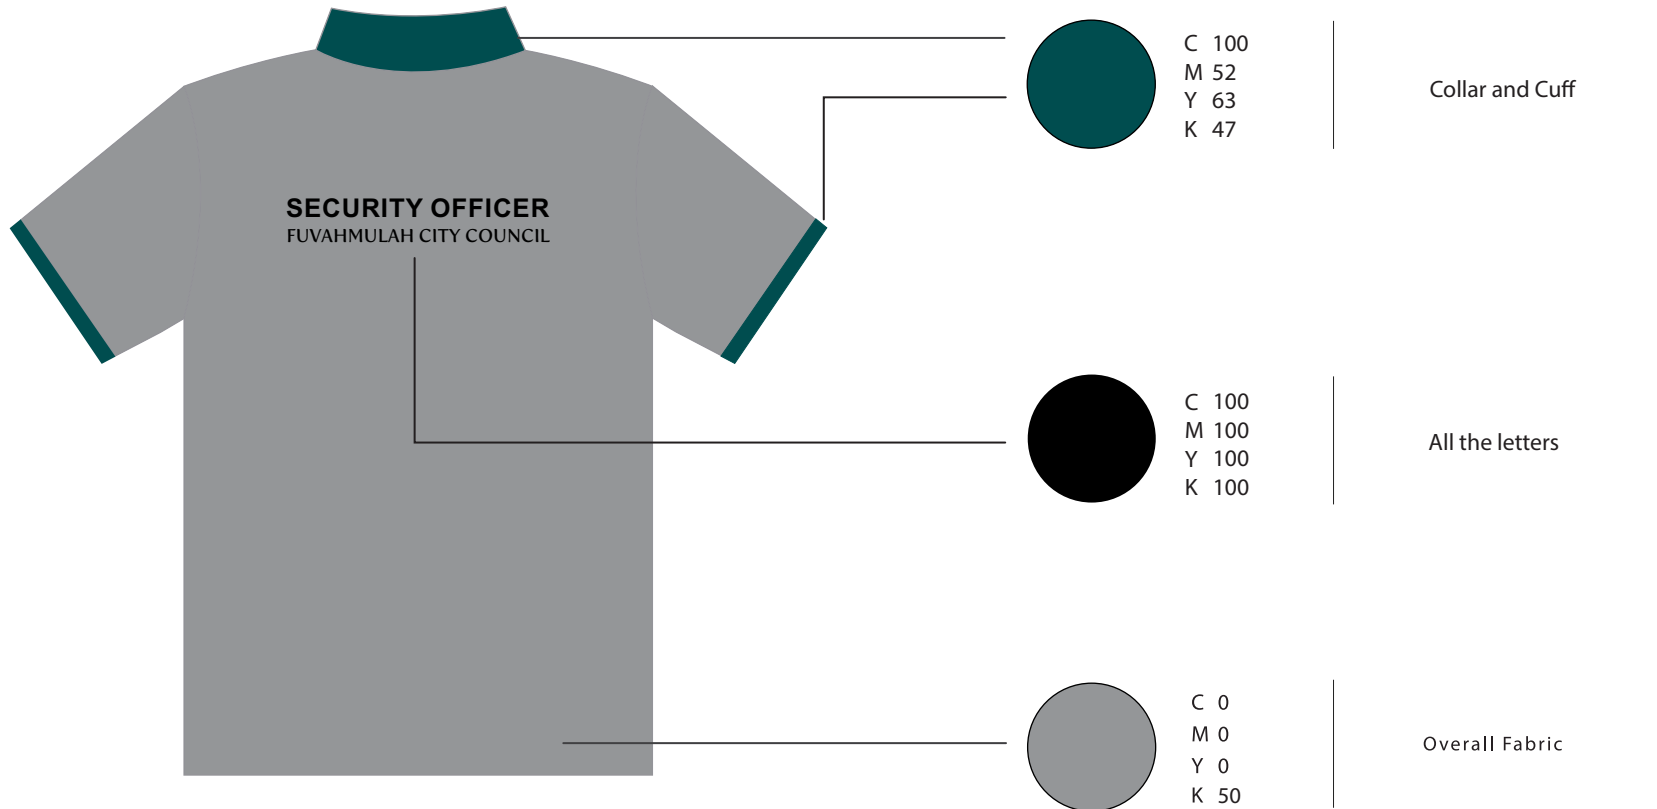 SECURITY OFFICER
FUVAHMULAH CITY COUNCIL
C 100
M 52
Y 63
K 47
Collar and Cuff
C 100
M 100
Y 100
K 100
All the letters
C 0
M 0
Y 0
K 50
Overall Fabric